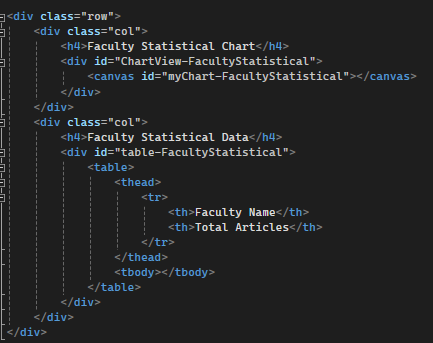 <div class="row">
<div class="col">
<h4>Faculty Statistical Chart</h4>
<div id="ChartView-FacultyStatistical">
<canvas id="myChart-FacultyStatistical"></canvas>
</div>
</div>
<div class="col">
<h4>Faculty Statistical Data</h4>
<div id="table-FacultyStatistical">
<table>
<thead>
<tr>
<th>Faculty Name</th>
<th>Total Articles</th>
</tr>
</thead>
<tbody></tbody>
</table>
</div>
</div>
</div>